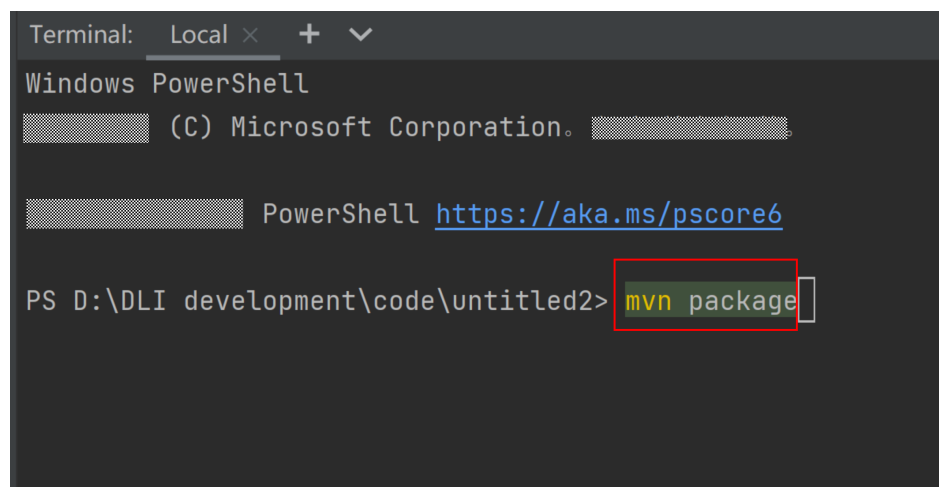 Terminal: Local × + ∨
Windows PowerShell
(C) Microsoft Corporation。 。
PowerShell https://aka.ms/pscore6
PS D:\DLI development\code\untitled2> mvn package